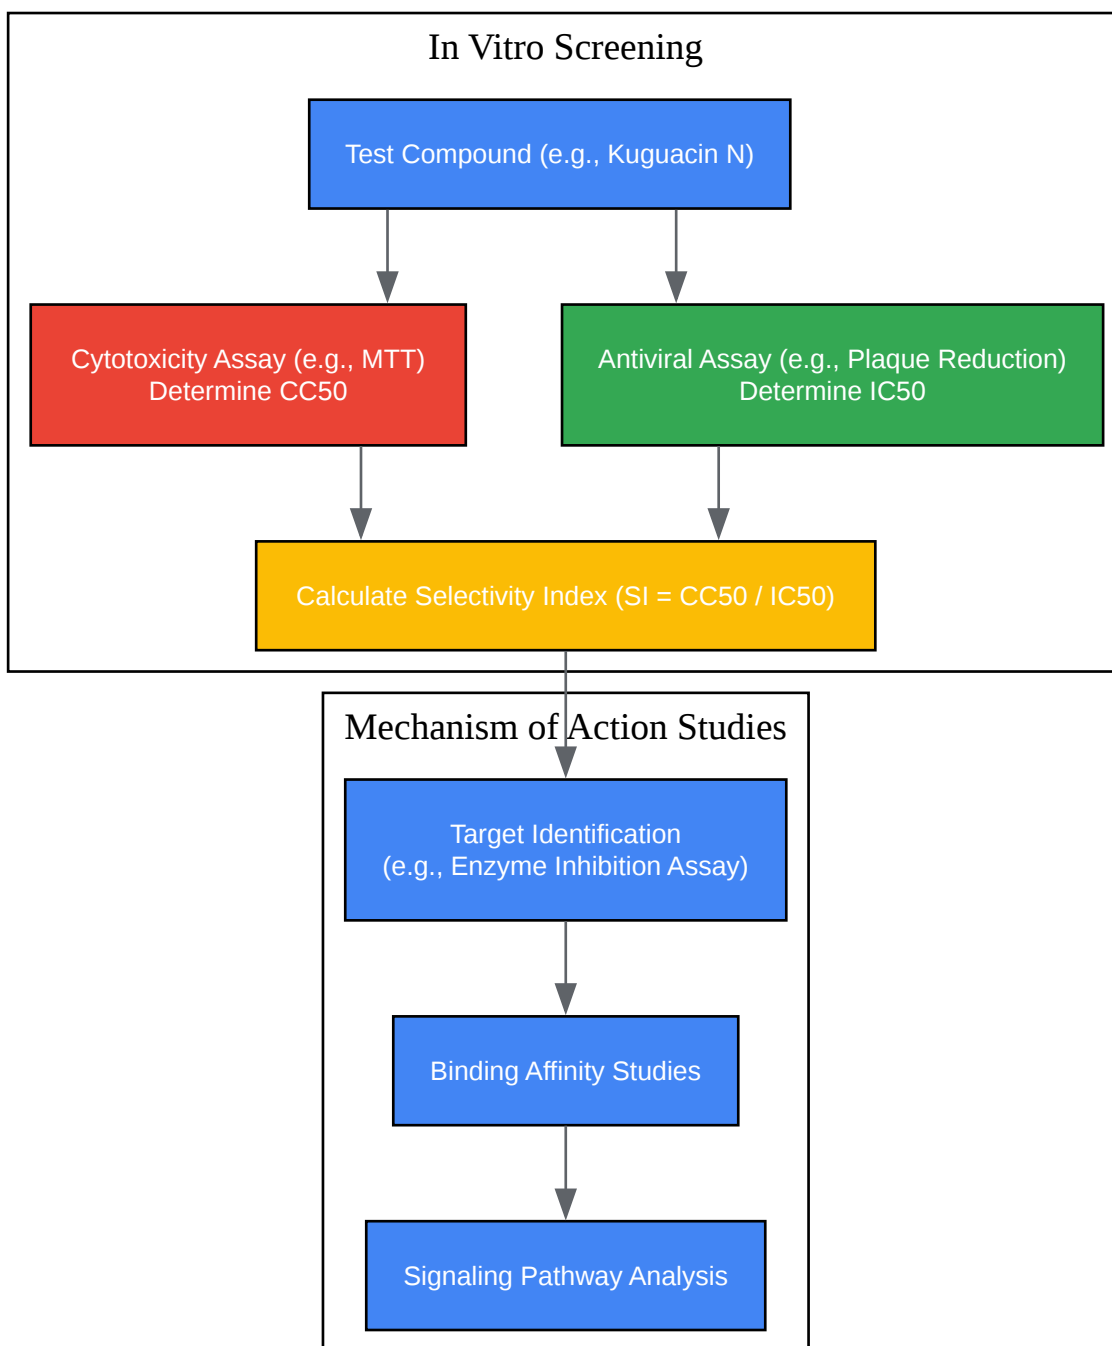 In Vitro Screening
Test Compound (e.g., Kuguacin N)
Cytotoxicity Assay (e.g., MTT)
Determine CC50
Antiviral Assay (e.g., Plaque Reduction)
Determine IC50
Calculate Selectivity Index (SI = CC50 / IC50)
Mechanism of Action Studies
Target Identification
(e.g., Enzyme Inhibition Assay)
Binding Affinity Studies
Signaling Pathway Analysis